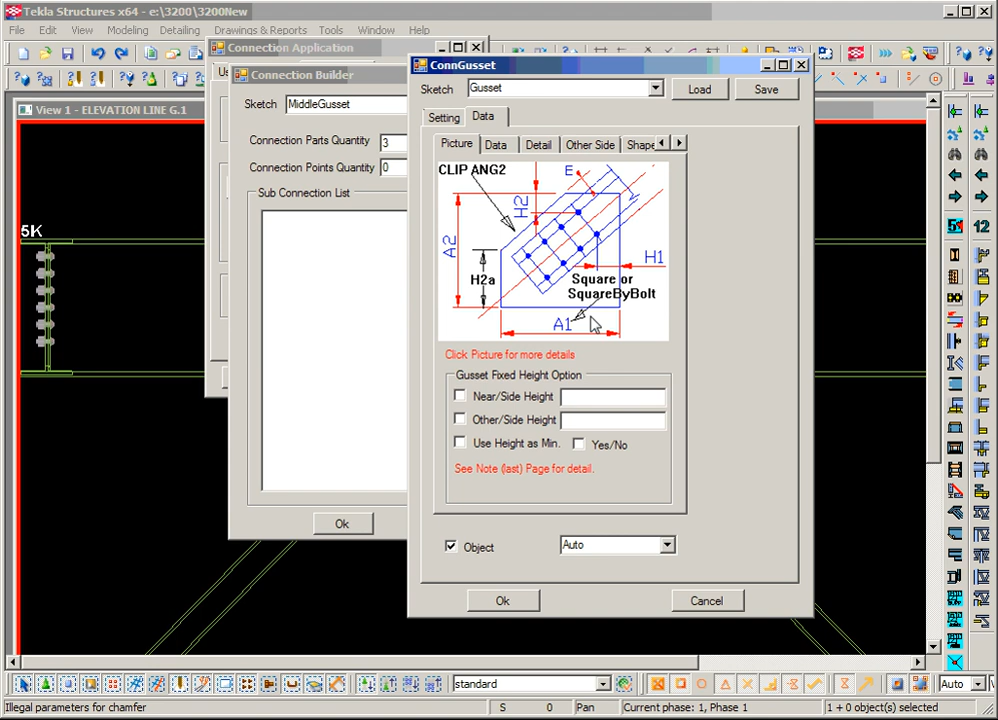 Tekla Structures x64 - e:\3200\3200New
File Edit View Modeling Detailing Drawings & Reports Tools Window Help
Connection Application
Connection Builder
Sketch MiddleGusset
Connection Parts Quantity 3
Connection Points Quantity 0
Sub Connection List
Ok
View 1 - ELEVATION LINE G.1
5K
ConnGusset
Sketch Gusset Load Save
Setting Data
Picture Data Detail Other Side Shape
CLIP ANG2
E
H2
A2
H2a
H1
Square or
SquareByBolt
A1
Click Picture for more details
Gusset Fixed Height Option
Near/Side Height
Other/Side Height
Use Height as Min. Yes/No
See Note (last) Page for detail.
Object Auto
Ok Cancel
12
standard
Auto
Illegal parameters for chamfer S 0 Pan Current phase: 1, Phase 1 1 + 0 object(s) selected